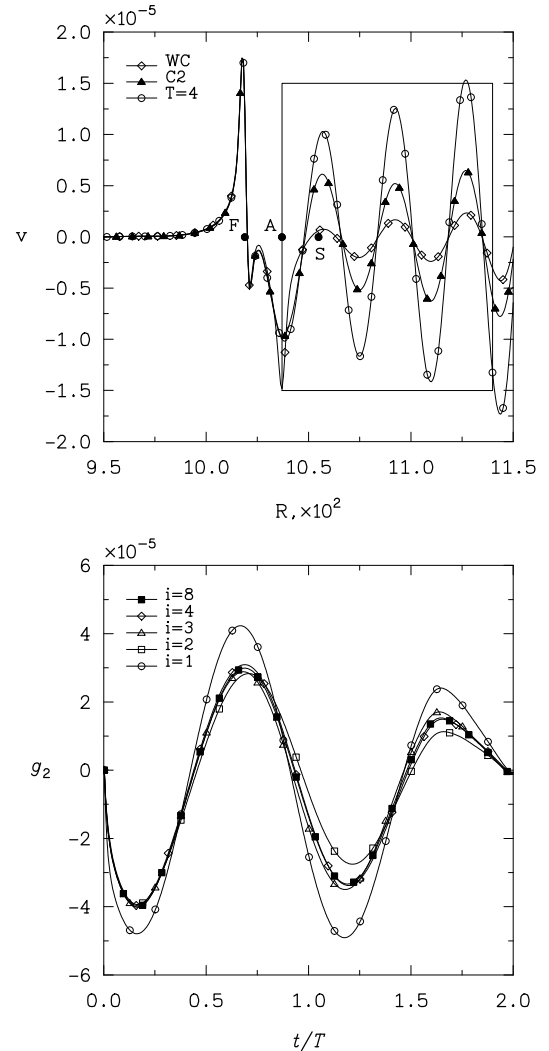 ×10⁻⁵
2.0
WC
C2
T=4
1.5
1.0
0.5
F
A
v
0.0
S
-0.5
-1.0
-1.5
-2.0
9.5 10.0 10.5 11.0 11.5
R,×10²
×10⁻⁵
6
i=8
i=4
i=3
i=2
i=1
4
2
g₂
0
-2
-4
-6
0.0 0.5 1.0 1.5 2.0
t/T